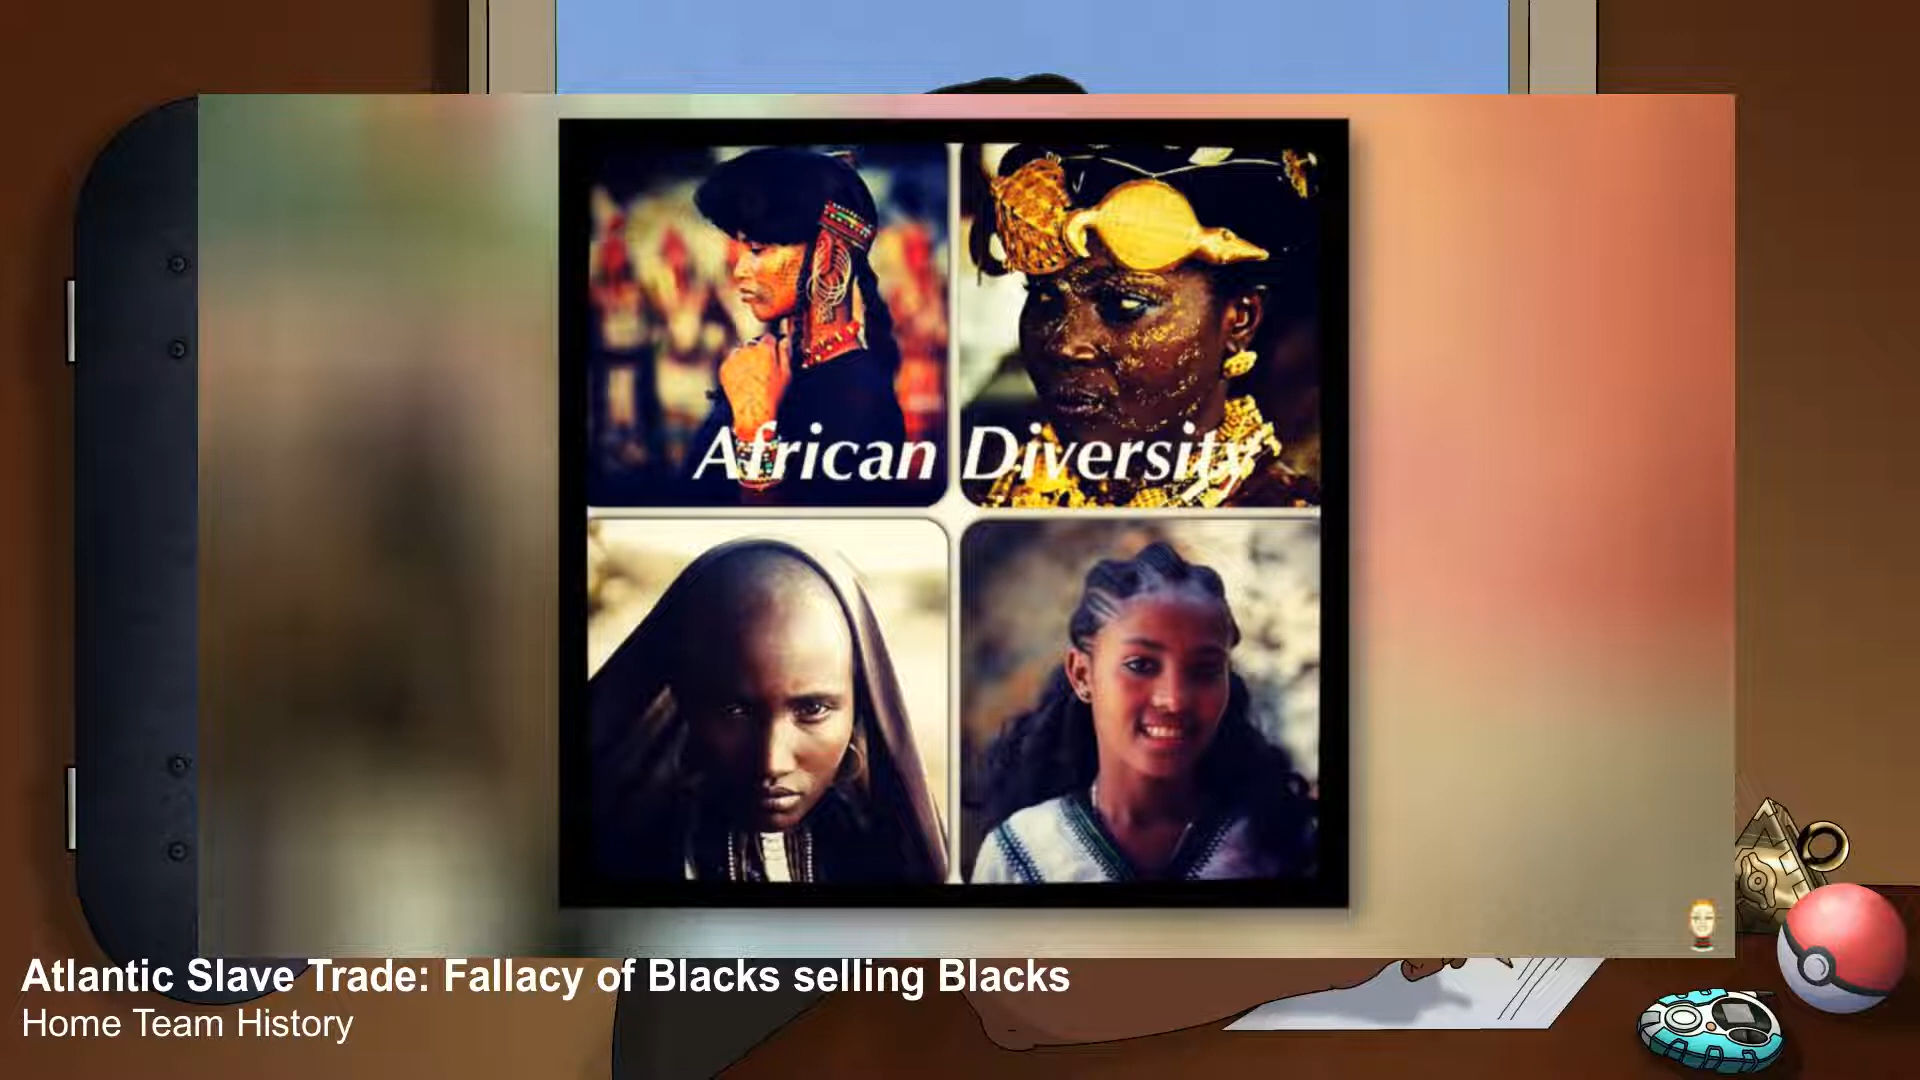 African Diversity
Atlantic Slave Trade: Fallacy of Blacks selling Blacks
Home Team History